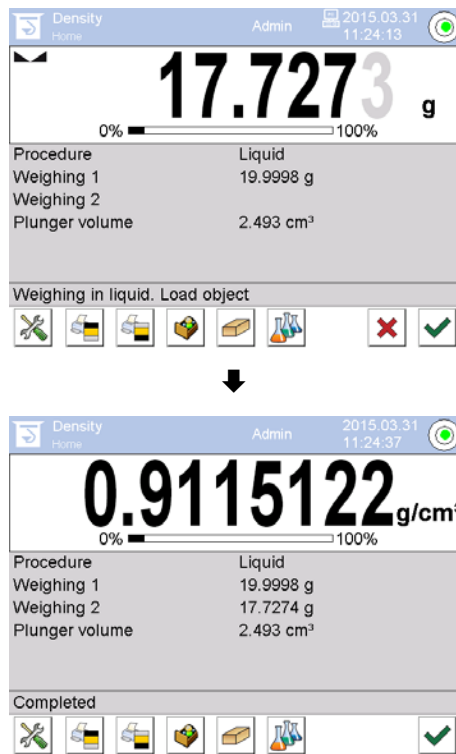 Density Admin 2015.03.31
Home 11:24:13
17.7273 g
0% 100%
Procedure Liquid
Weighing 1 19.9998 g
Weighing 2
Plunger volume 2.493 cm³
Weighing in liquid. Load object
Density Admin 2015.03.31
Home 11:24:37
0.9115122 g/cm³
0% 100%
Procedure Liquid
Weighing 1 19.9998 g
Weighing 2 17.7274 g
Plunger volume 2.493 cm³
Completed